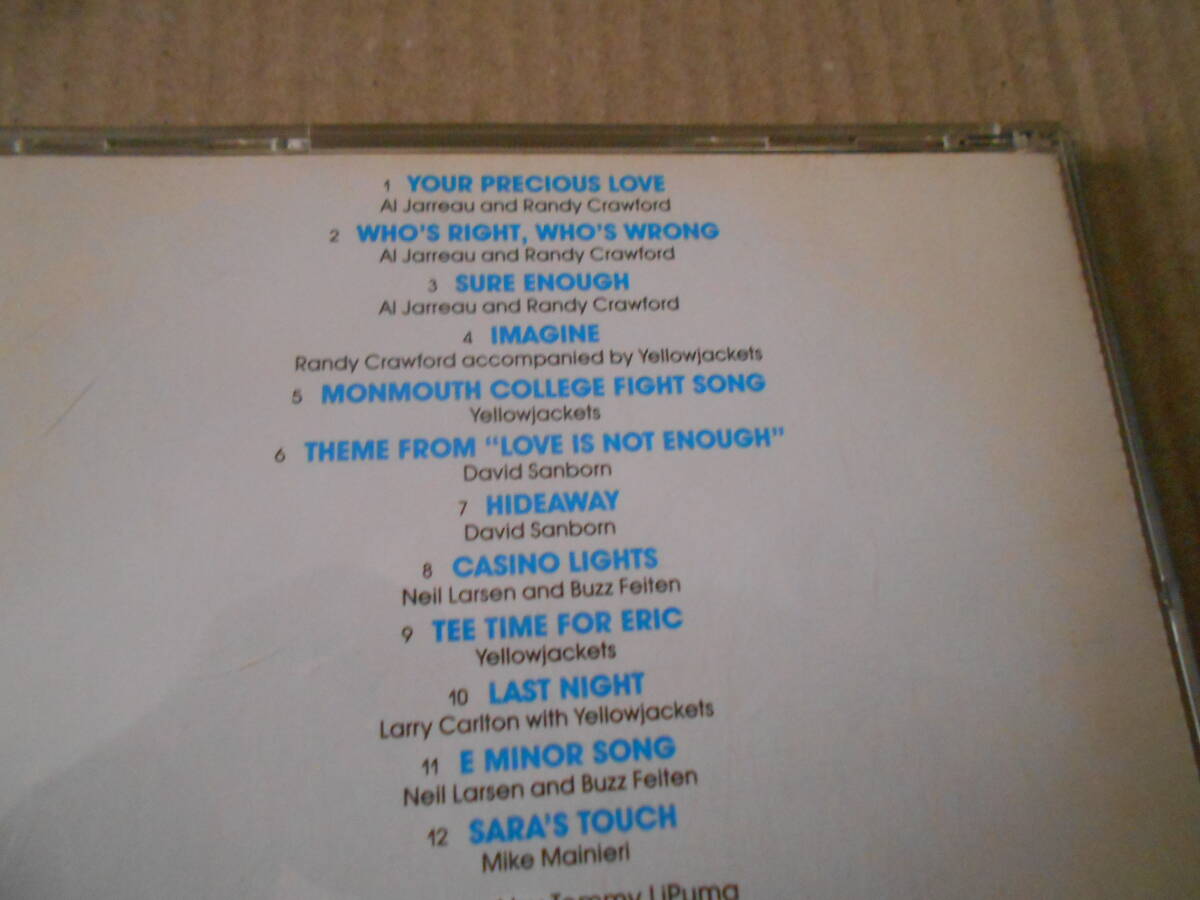 1 YOUR PRECIOUS LOVE
Al Jarreau and Randy Crawford
2 WHO'S RIGHT, WHO'S WRONG
Al Jarreau and Randy Crawford
3 SURE ENOUGH
Al Jarreau and Randy Crawford
4 IMAGINE
Randy Crawford accompanied by Yellowjackets
5 MONMOUTH COLLEGE FIGHT SONG
Yellowjackets
6 THEME FROM “LOVE IS NOT ENOUGH”
David Sanborn
7 HIDEAWAY
David Sanborn
8 CASINO LIGHTS
Neil Larsen and Buzz Feiten
9 TEE TIME FOR ERIC
Yellowjackets
10 LAST NIGHT
Larry Carlton with Yellowjackets
11 E MINOR SONG
Neil Larsen and Buzz Feiten
12 SARA'S TOUCH
Mike Mainieri
Tommy LiPuma